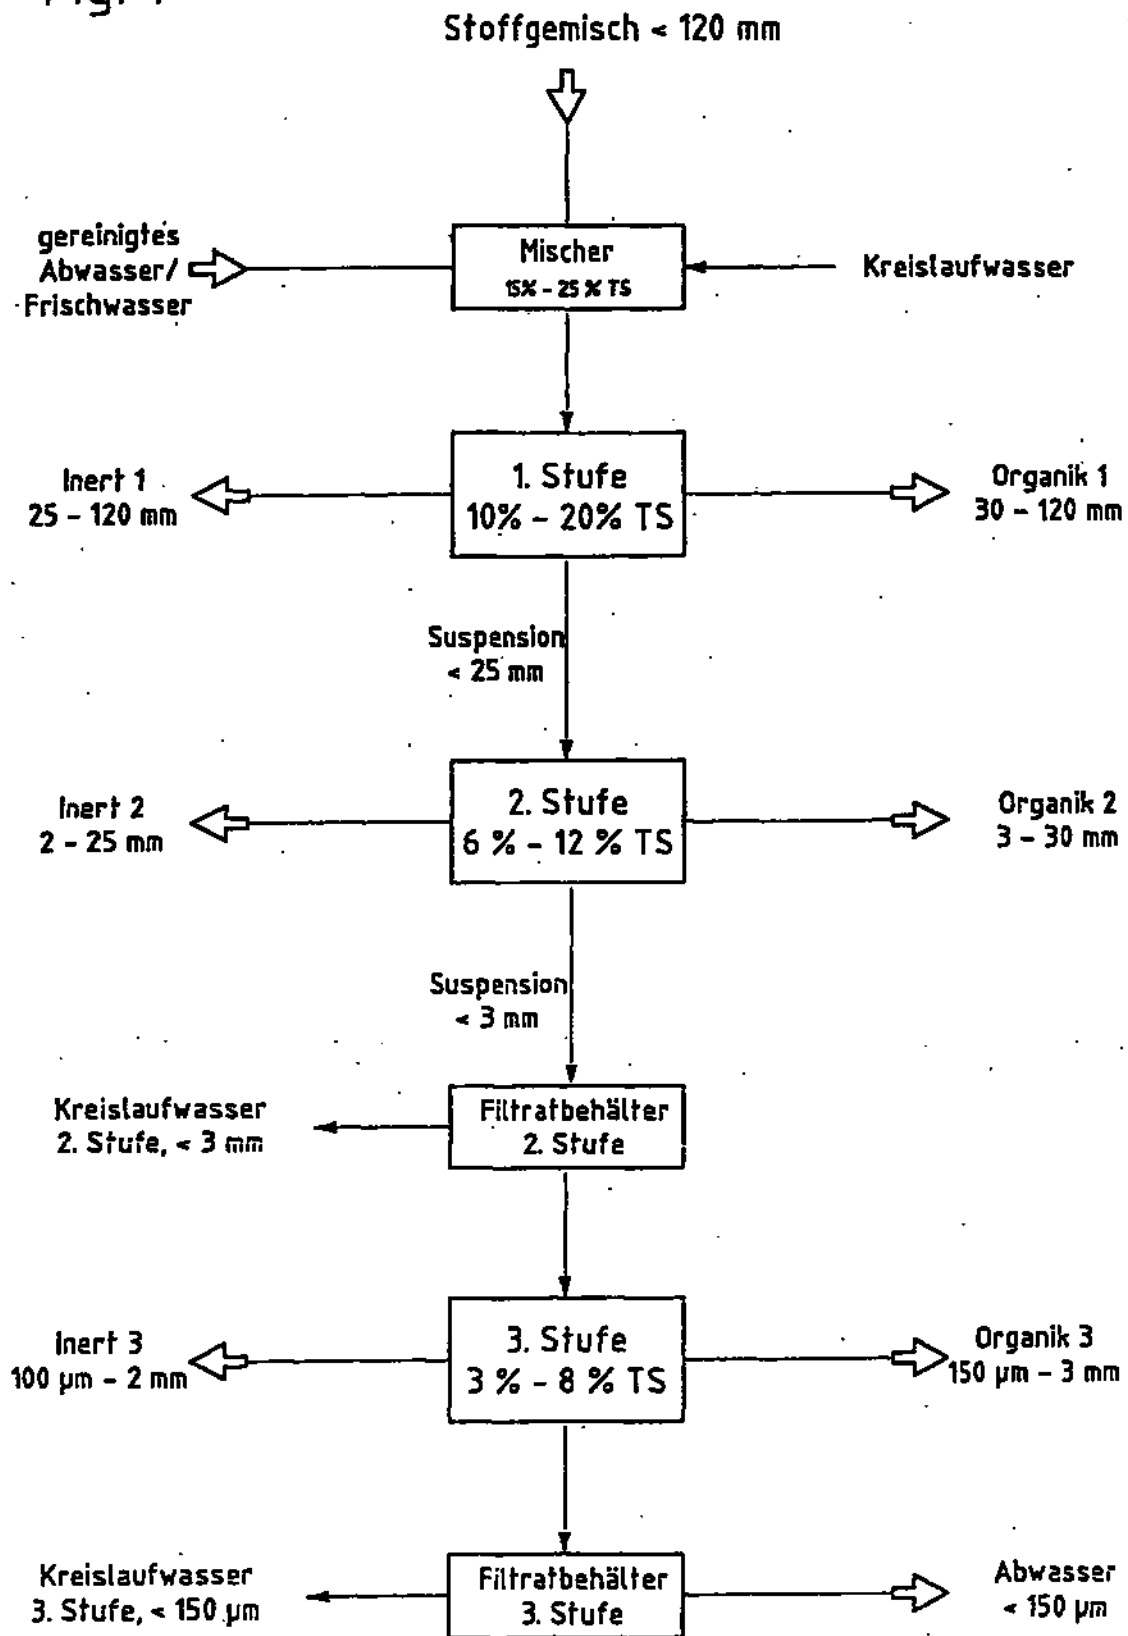 Fig. 1
Stoffgemisch < 120 mm
gereinigtes
Abwasser/
Frischwasser
Mischer
15% - 25 % TS
Kreislaufwasser
Inert 1
25 - 120 mm
1. Stufe
10% - 20% TS
Organik 1
30 - 120 mm
Suspension
< 25 mm
Inert 2
2 - 25 mm
2. Stufe
6 % - 12 % TS
Organik 2
3 - 30 mm
Suspension
< 3 mm
Kreislaufwasser
2. Stufe, < 3 mm
Filtratbehälter
2. Stufe
Inert 3
100 µm - 2 mm
3. Stufe
3 % - 8 % TS
Organik 3
150 µm - 3 mm
Kreislaufwasser
3. Stufe, < 150 µm
Filtratbehälter
3. Stufe
Abwasser
< 150 µm